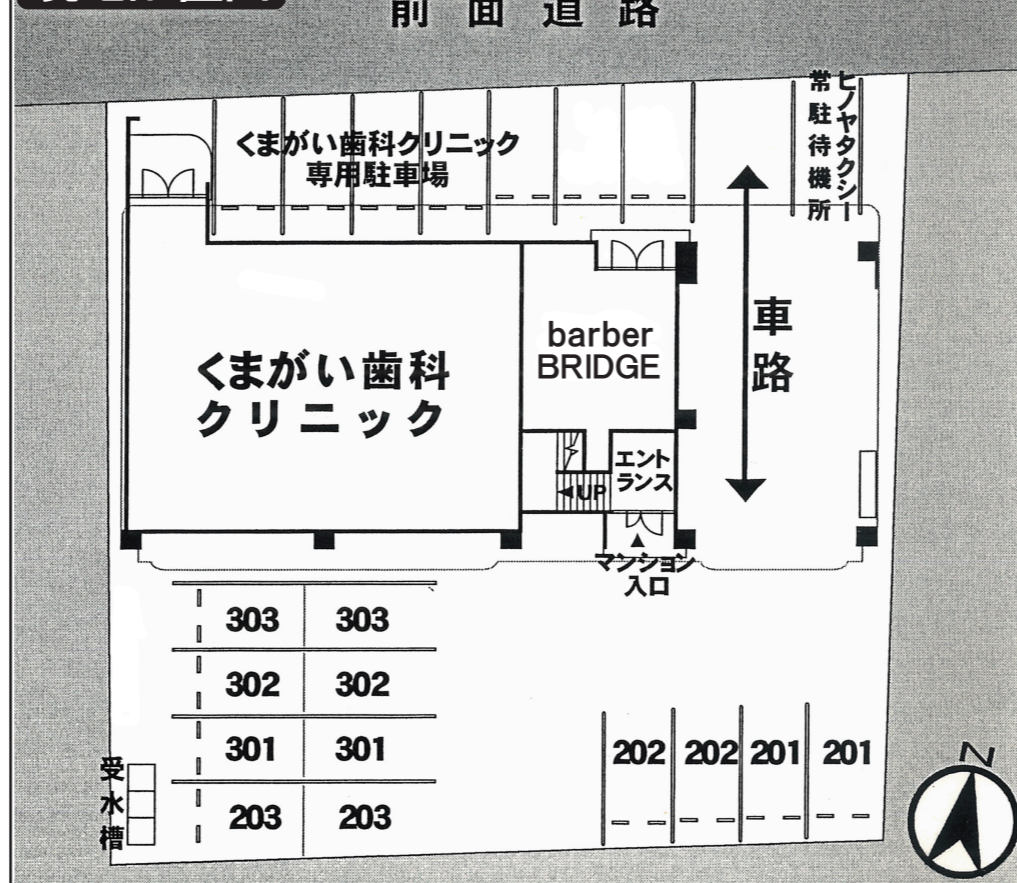 前面道路
ヒノヤタクシー
常駐待機所
くまがい歯科クリニック
専用駐車場
車路
barber
BRIDGE
くまがい歯科
クリニック
エント
ランス
◀UP
▲
マンション
入口
303 303
302 302
301 301
203 203
202 202 201 201
受水槽
N